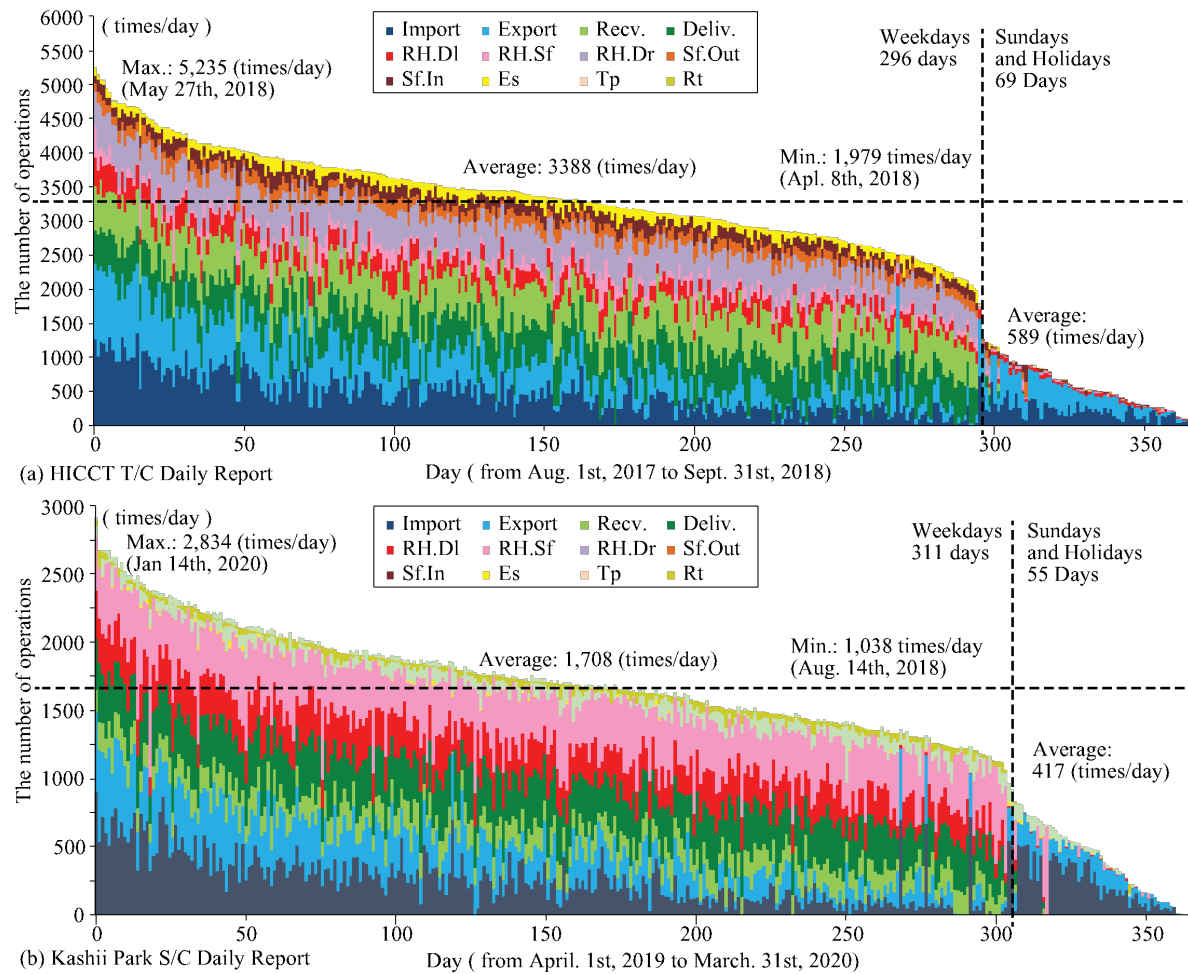 ( times/day )
6000
5500
5000
4500
4000
3500
3000
2500
2000
1500
1000
500
0
The number of operations
Max.: 5,235 (times/day)
(May 27th, 2018)
Import Export Recv. Deliv.
RH.Dl RH.Sf RH.Dr Sf.Out
Sf.In Es Tp Rt
Weekdays
296 days
Sundays
and Holidays
69 Days
Average: 3388 (times/day)
Min.: 1,979 times/day
(Apl. 8th, 2018)
Average:
589 (times/day)
0 50 100 150 200 250 300 350
(a) HICCT T/C Daily Report
Day ( from Aug. 1st, 2017 to Sept. 31st, 2018)
( times/day )
3000
2500
2000
1500
1000
500
0
The number of operations
Max.: 2,834 (times/day)
(Jan 14th, 2020)
Import Export Recv. Deliv.
RH.Dl RH.Sf RH.Dr Sf.Out
Sf.In Es Tp Rt
Weekdays
311 days
Sundays
and Holidays
55 Days
Average: 1,708 (times/day)
Min.: 1,038 times/day
(Aug. 14th, 2018)
Average:
417 (times/day)
0 50 100 150 200 250 300 350
(b) Kashii Park S/C Daily Report
Day ( from April. 1st, 2019 to March. 31st, 2020)